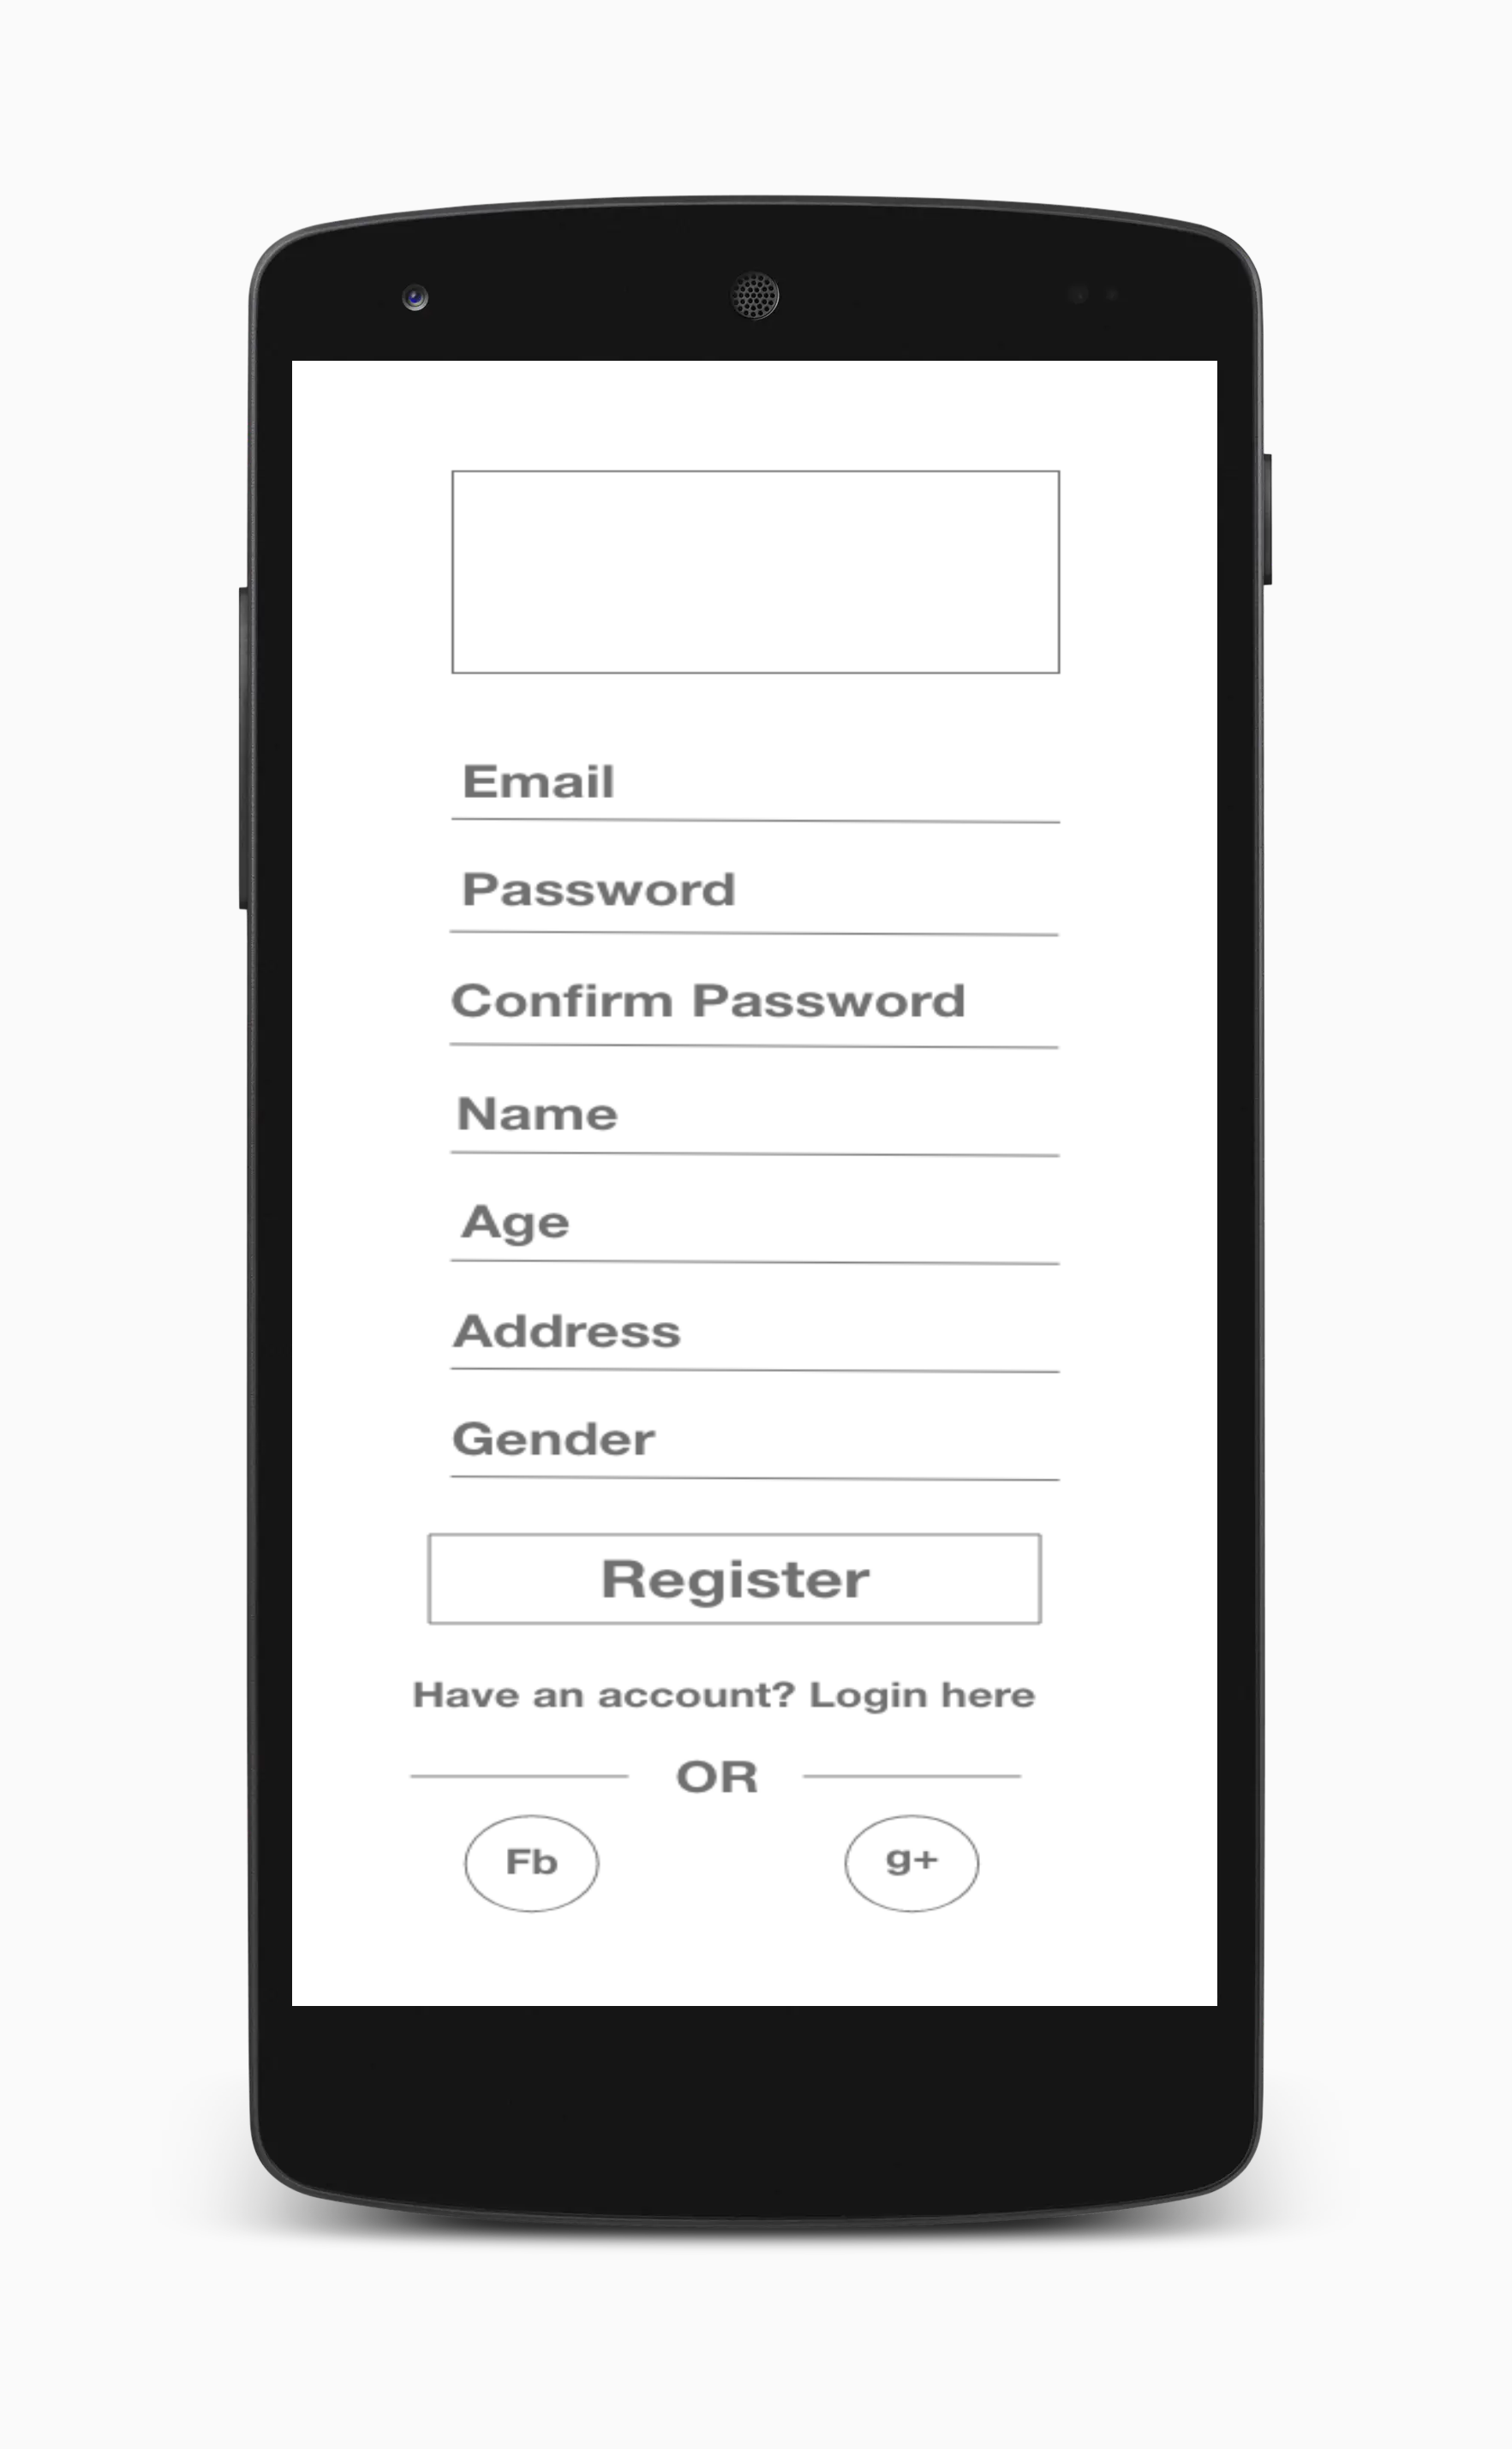 Email
Password
Confirm Password
Name
Age
Address
Gender
Register
Have an account? Login here
OR
Fb
g+